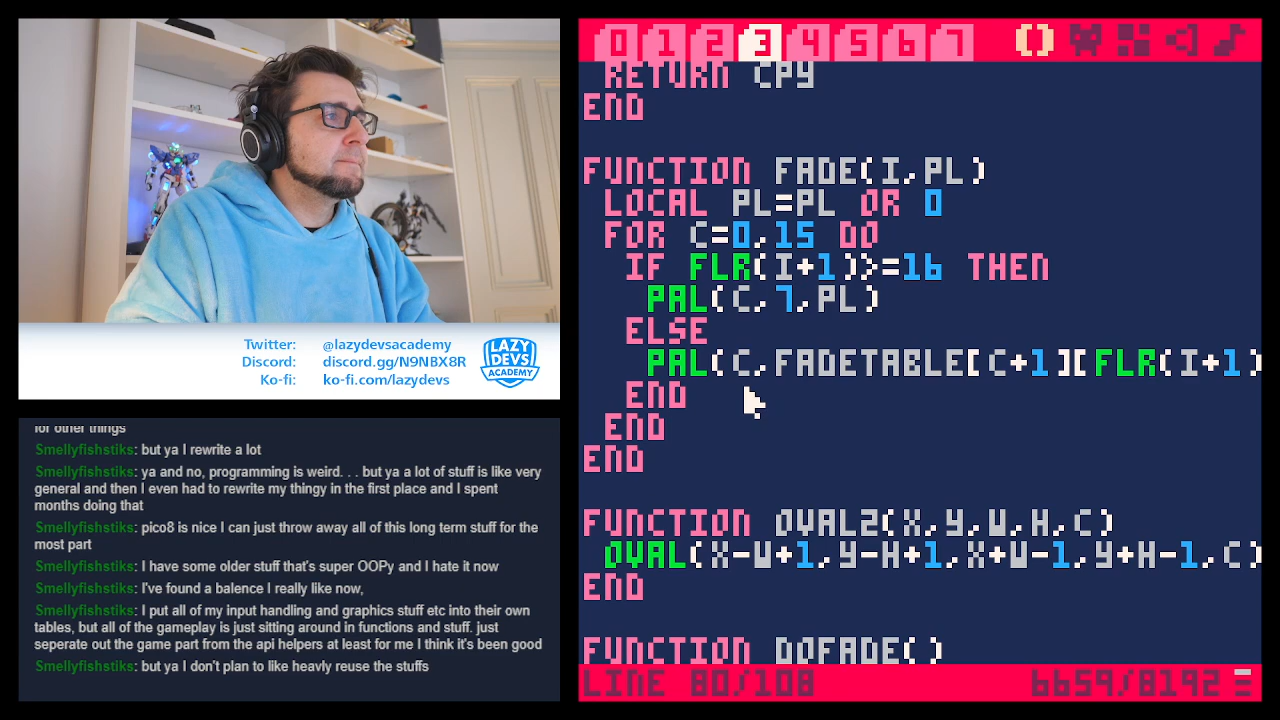 Twitter: @lazydevsacademy
Discord: discord.gg/N9NBX8R
Ko-fi: ko-fi.com/lazydevs
LAZY
DEVS
ACADEMY
for other things
Smellyfishstiks: but ya I rewrite a lot
Smellyfishstiks: ya and no, programming is weird. . . but ya a lot of stuff is like very
general and then I even had to rewrite my thingy in the first place and I spent
months doing that
Smellyfishstiks: pico8 is nice I can just throw away all of this long term stuff for the
most part
Smellyfishstiks: I have some older stuff that's super OOPy and I hate it now
Smellyfishstiks: I've found a balence I really like now,
Smellyfishstiks: I put all of my input handling and graphics stuff etc into their own
tables, but all of the gameplay is just sitting around in functions and stuff. just
seperate out the game part from the api helpers at least for me I think it's been good
Smellyfishstiks: but ya I don't plan to like heavly reuse the stuffs
0 1 2 3 4 5 6 7 ()
RETURN CPY
END
FUNCTION FADE(I,PL)
LOCAL PL=PL OR 0
FOR C=0,15 DO
IF FLR(I+1)>=16 THEN
PAL(C,7,PL)
ELSE
PAL(C,FADETABLE[C+1][FLR(I+1)
END
END
END
FUNCTION OVAL2(X,Y,W,H,C)
OVAL(X-W+1,Y-H+1,X+W-1,Y+H-1,C)
END
FUNCTION DOFADE()
LINE 80/108 6659/8192